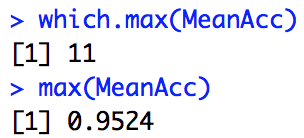 > which.max(MeanAcc)
[1] 11
> max(MeanAcc)
[1] 0.9524